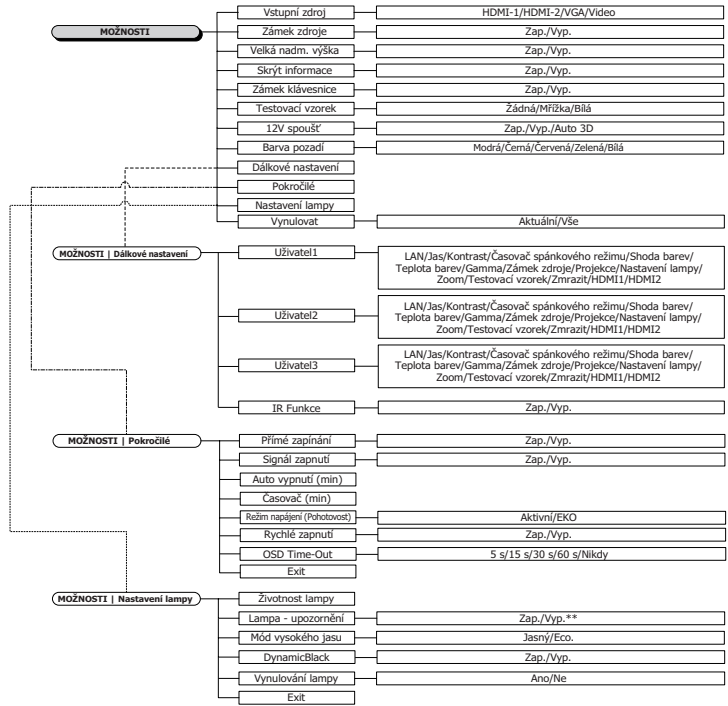 Vstupní zdroj HDMI-1/HDMI-2/VGA/Video
MOŽNOSTI Zámek zdroje Zap./Vyp.
Velká nadm. výška Zap./Vyp.
Skrýt informace Zap./Vyp.
Zámek klávesnice Zap./Vyp.
Testovací vzorek Žádná/Mřížka/Bílá
12V spoušť Zap./Vyp./Auto 3D
Barva pozadí Modrá/Černá/Červená/Zelená/Bílá
Dálkové nastavení
Pokročilé
Nastavení lampy
Vynulovat Aktuální/Vše
MOŽNOSTI | Dálkové nastavení
Uživatel1
LAN/Jas/Kontrast/Časovač spánkového režimu/Shoda barev/
Teplota barev/Gamma/Zámek zdroje/Projekce/Nastavení lampy/
Zoom/Testovací vzorek/Zmrazit/HDMI1/HDMI2
Uživatel2
LAN/Jas/Kontrast/Časovač spánkového režimu/Shoda barev/
Teplota barev/Gamma/Zámek zdroje/Projekce/Nastavení lampy/
Zoom/Testovací vzorek/Zmrazit/HDMI1/HDMI2
Uživatel3
LAN/Jas/Kontrast/Časovač spánkového režimu/Shoda barev/
Teplota barev/Gamma/Zámek zdroje/Projekce/Nastavení lampy/
Zoom/Testovací vzorek/Zmrazit/HDMI1/HDMI2
IR Funkce Zap./Vyp.
MOŽNOSTI | Pokročilé Přímé zapínání Zap./Vyp.
Signál zapnutí Zap./Vyp.
Auto vypnutí (min)
Časovač (min)
Režim napájení (Pohotovost) Aktivní/EKO
Rychlé zapnutí Zap./Vyp.
OSD Time-Out 5 s/15 s/30 s/60 s/Nikdy
Exit
MOŽNOSTI | Nastavení lampy Životnost lampy
Lampa - upozornění Zap./Vyp.**
Mód vysokého jasu Jasný/Eco.
DynamicBlack Zap./Vyp.
Vynulování lampy Ano/Ne
Exit